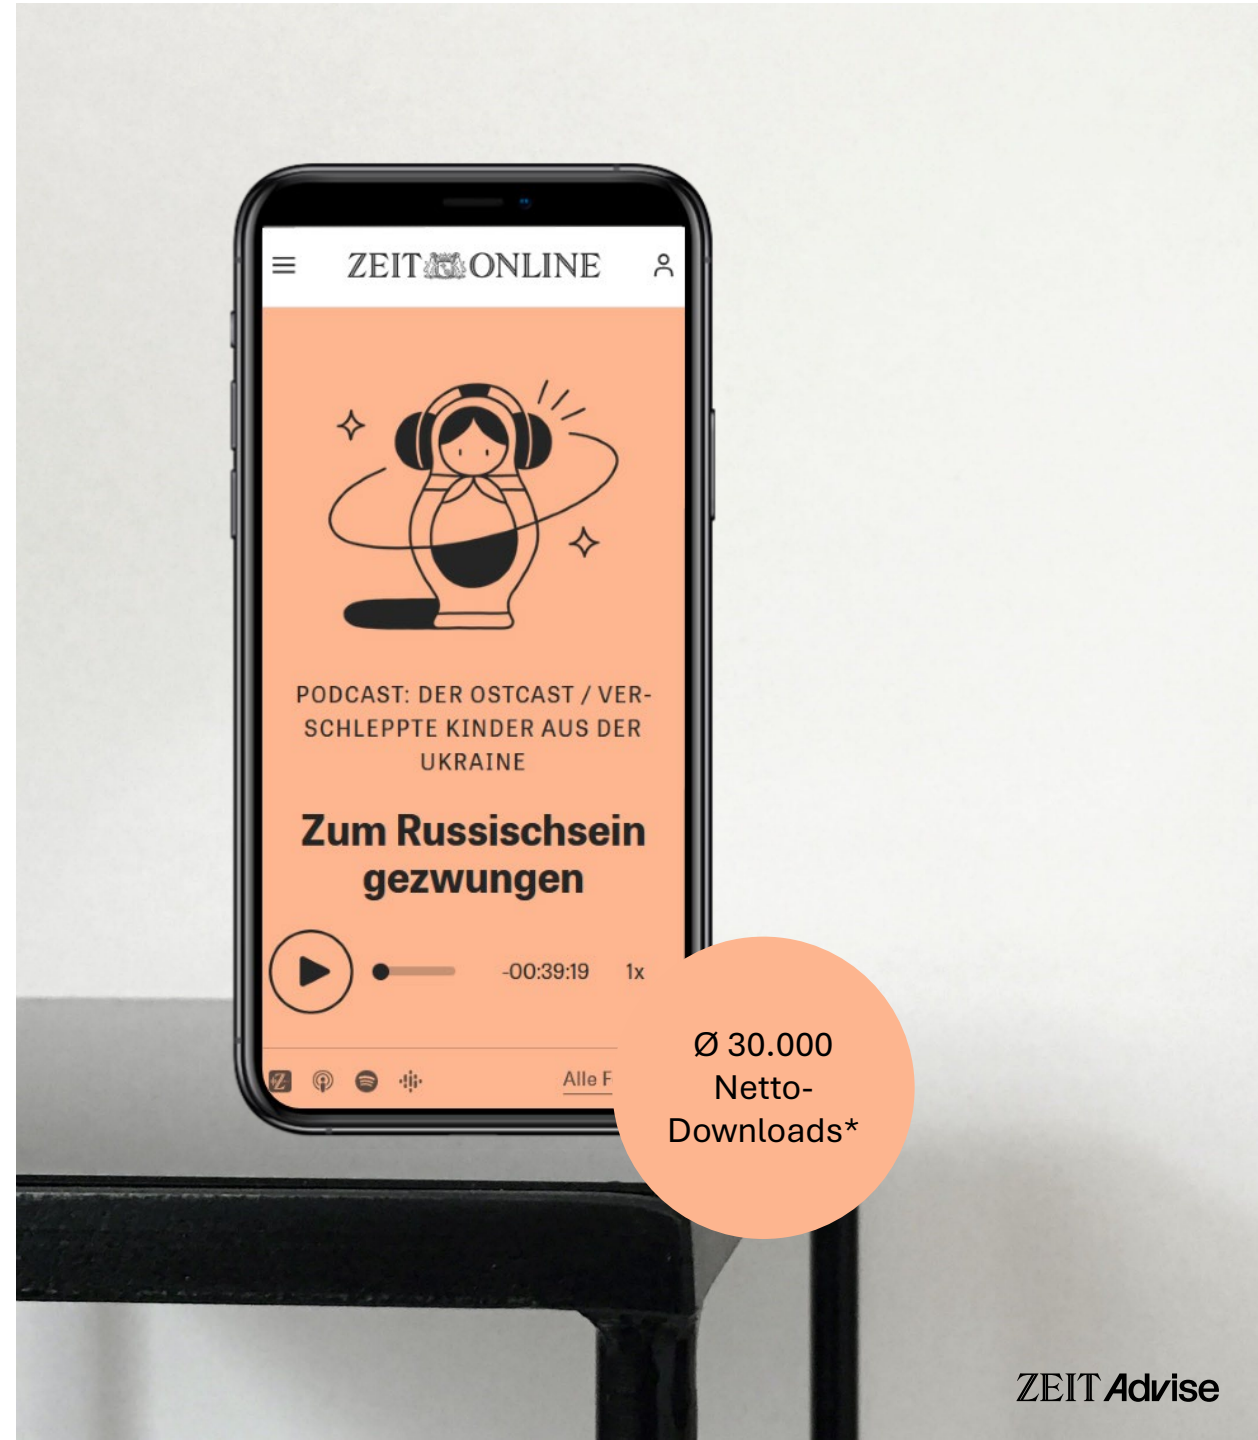 ZEIT ONLINE
PODCAST: DER OSTCAST / VER-
SCHLEPPTE KINDER AUS DER
UKRAINE
Zum Russischsein
gezwungen
-00:39:19 1x
Alle F
Ø 30.000
Netto-
Downloads*
ZEIT Advise